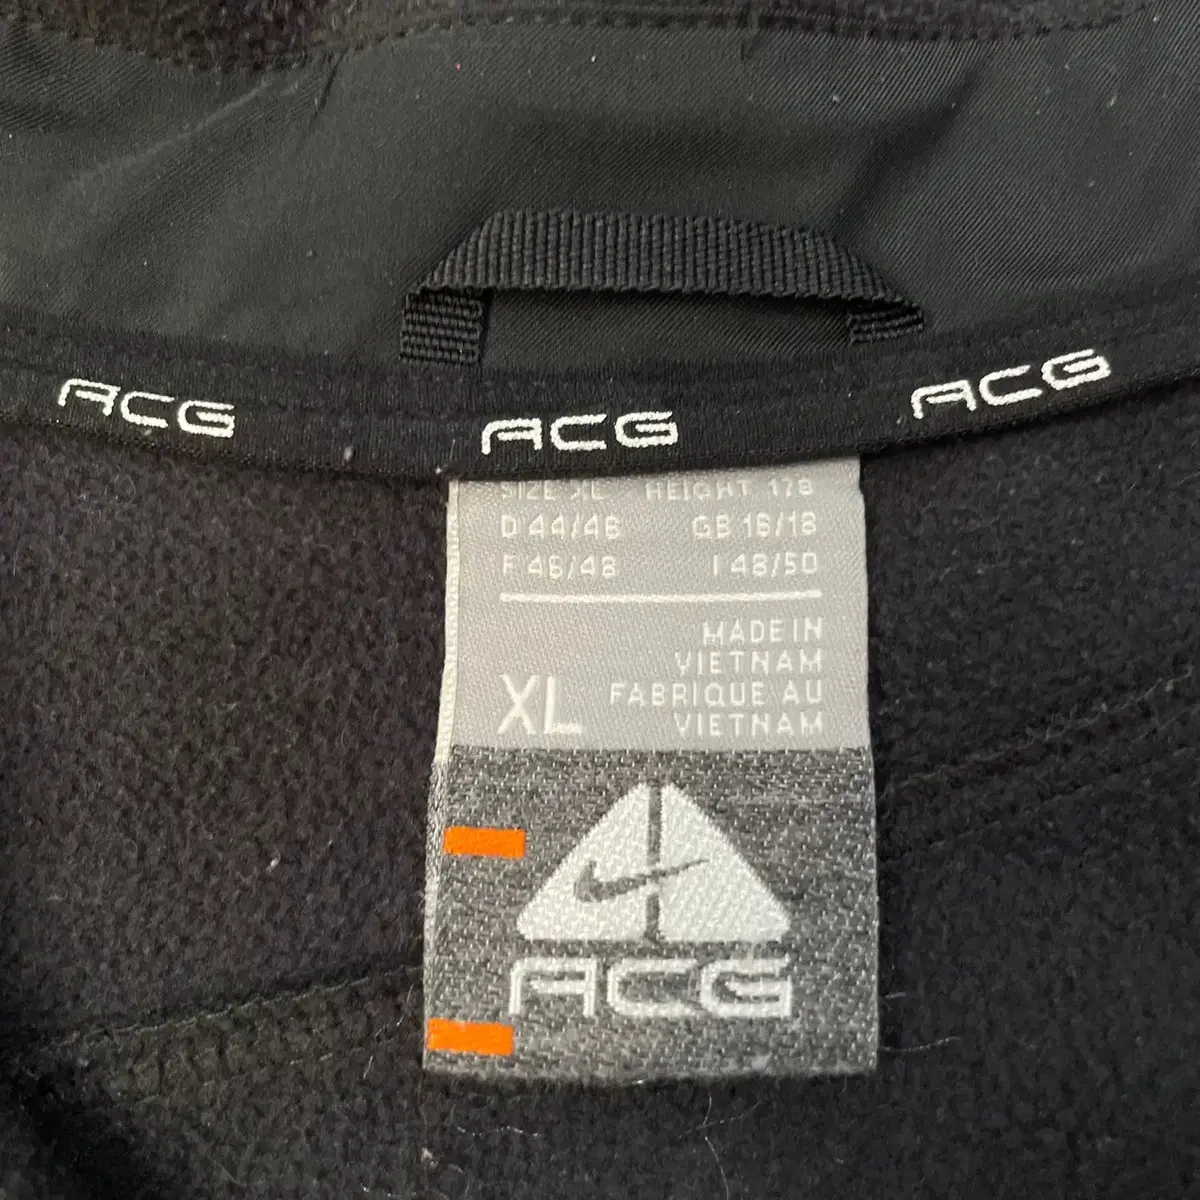 ACG ACG ACG
SIZE XL HEIGHT 178
D 44/46 GB 16/18
F 46/48 I 48/50
MADE IN
VIETNAM
XL FABRIQUE AU
VIETNAM
ACG